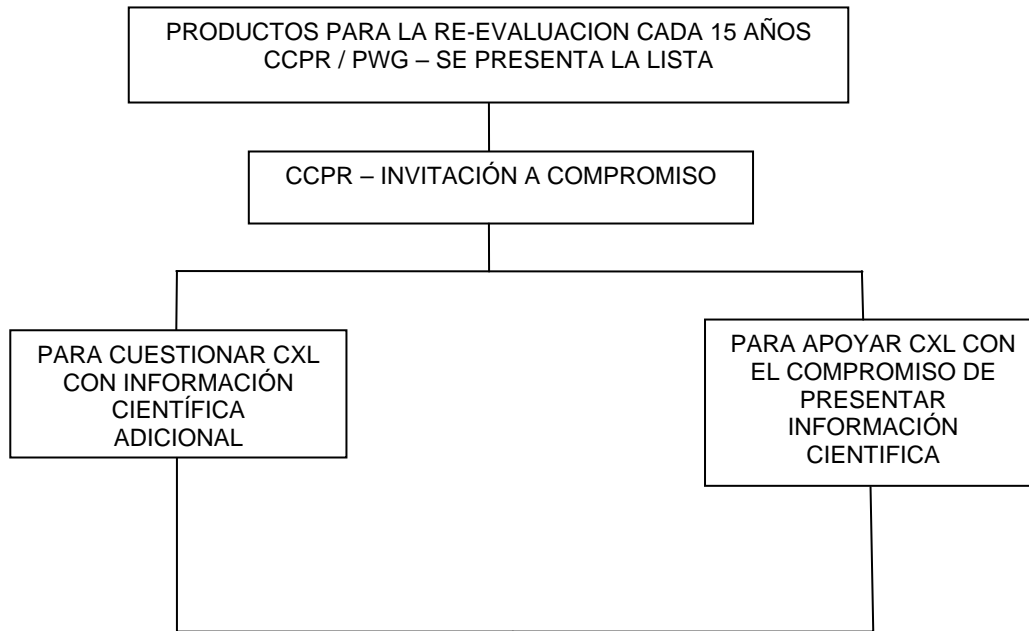 PRODUCTOS PARA LA RE-EVALUACION CADA 15 AÑOS
CCPR / PWG – SE PRESENTA LA LISTA
CCPR – INVITACIÓN A COMPROMISO
PARA CUESTIONAR CXL
CON INFORMACIÓN
CIENTÍFICA
ADICIONAL
PARA APOYAR CXL CON
EL COMPROMISO DE
PRESENTAR
INFORMACIÓN
CIENTIFICA